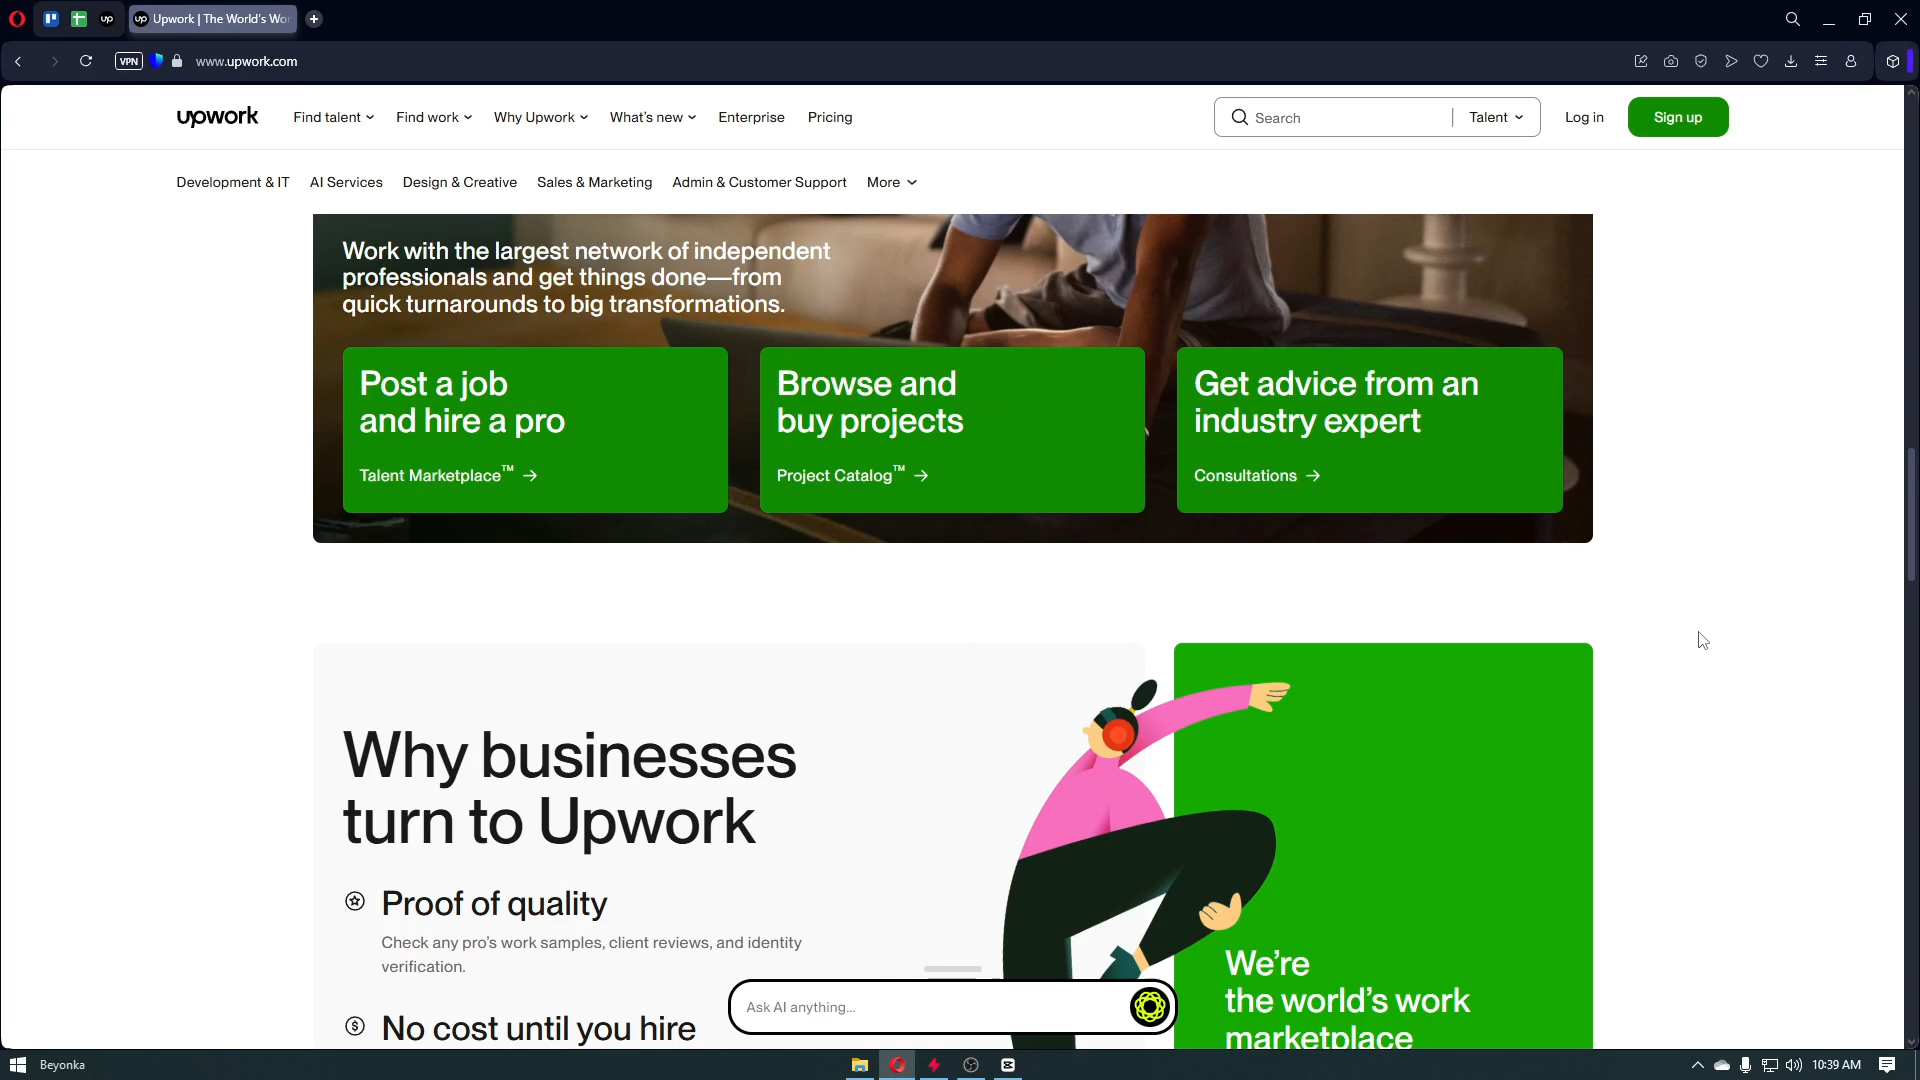 up
up Upwork | The World's Wor
VPN
www.upwork.com
upwork
Find talent
Find work
Why Upwork
What's new
Enterprise
Pricing
Search
Talent
Log in
Sign up
Development & IT
AI Services
Design & Creative
Sales & Marketing
Admin & Customer Support
More
Work with the largest network of independent
professionals and get things done—from
quick turnarounds to big transformations.
Post a job
and hire a pro
Talent Marketplace™
Browse and
buy projects
Project Catalog™
Get advice from an
industry expert
Consultations
Why businesses
turn to Upwork
Proof of quality
Check any pro's work samples, client reviews, and identity
verification.
No cost until you hire
We're
the world's work
marketplace
Ask AI anything...
Beyonka
10:39 AM